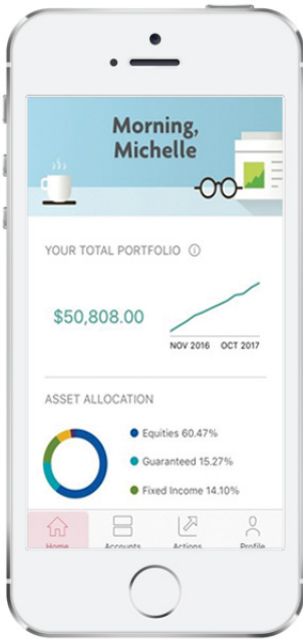 Morning,
Michelle
YOUR TOTAL PORTFOLIO
$50,808.00
NOV 2016 OCT 2017
ASSET ALLOCATION
Equities 60.47%
Guaranteed 15.27%
Fixed Income 14.10%
Home Accounts Actions Profile